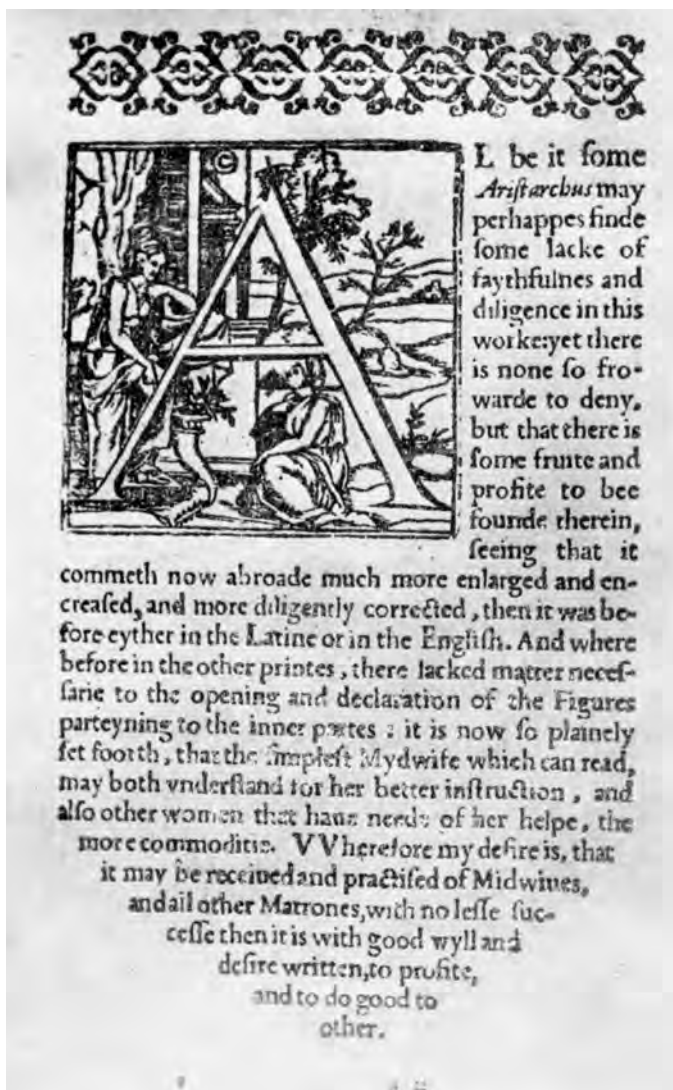 AL be it ſome
Ariſtarchus may
perhappes finde
ſome lacke of
faythfulnes and
diligence in this
worke: yet there
is none ſo fro-
warde to deny,
but that there is
ſome fruite and
profite to bee
founde therein,
ſeeing that it
commeth now abroade much more enlarged and en-
creaſed, and more diligently corrected, then it was be-
fore eyther in the Latine or in the Engliſh. And where
before in the other printes, there lacked matter neceſ-
ſarie to the opening and declaration of the Figures
parteyning to the inner partes : it is now ſo plainely
ſet foorth, that the ſimpleſt Mydwife which can read,
may both vnderſtand for her better inſtruction, and
alſo other women that haue neede of her helpe, the
more commoditie. VVherefore my deſire is, that
it may be receiued and practiſed of Midwiues,
and all other Matrones, with no leſſe ſuc-
ceſſe then it is with good wyll and
deſire written, to profite,
and to do good to
other.